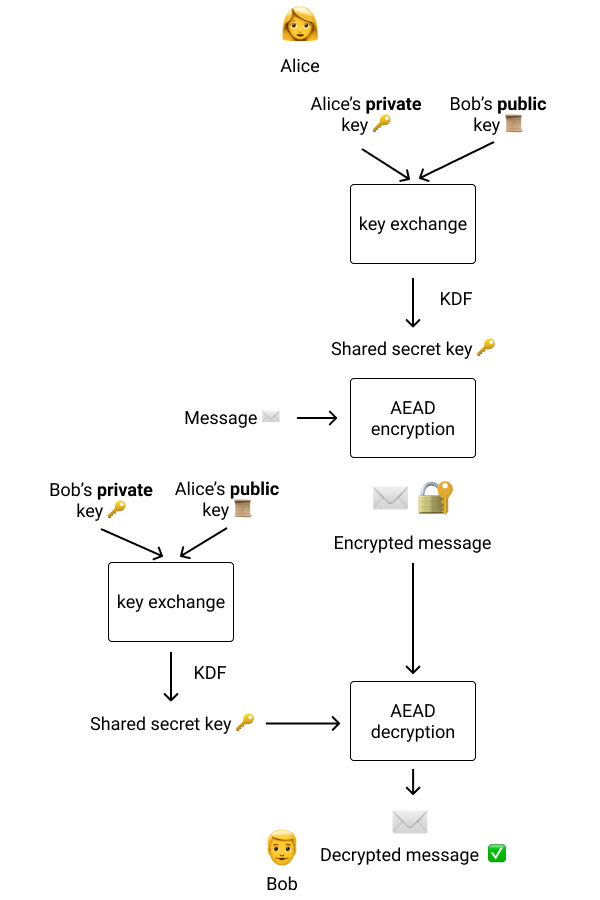 Alice
Alice’s private
key
Bob’s public
key
key exchange
KDF
Shared secret key
Message
AEAD
encryption
Encrypted message
Bob’s private
key
Alice’s public
key
key exchange
KDF
Shared secret key
AEAD
decryption
Decrypted message
Bob